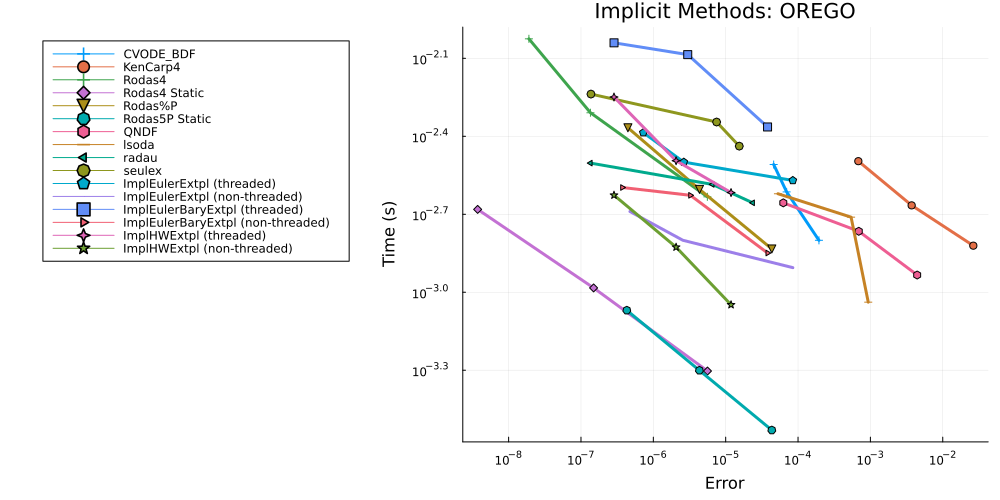 Implicit Methods: OREGO
CVODE_BDF
KenCarp4
Rodas4
Rodas4 Static
Rodas%P
Rodas5P Static
QNDF
lsoda
radau
seulex
ImplEulerExtpl (threaded)
ImplEulerExtpl (non-threaded)
ImplEulerBaryExtpl (threaded)
ImplEulerBaryExtpl (non-threaded)
ImplHWExtpl (threaded)
ImplHWExtpl (non-threaded)
Time (s)
10⁻²·¹
10⁻²·⁴
10⁻²·⁷
10⁻³·⁰
10⁻³·³
10⁻⁸ 10⁻⁷ 10⁻⁶ 10⁻⁵ 10⁻⁴ 10⁻³ 10⁻²
Error